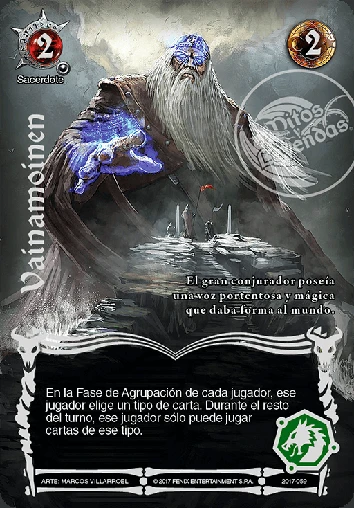 2
2
Sacerdote
Mitos
y
Leyendas
Vainamoinen
El gran conjurador poseía
una voz portentosa y mágica
que daba forma al mundo.
En la Fase de Agrupación de cada jugador, ese
jugador elige un tipo de carta. Durante el resto
del turno, ese jugador sólo puede jugar
cartas de ese tipo.
ARTE: MARCOS VILLARROEL
© 2017 FENIX ENTERTAINMENT S.P.A.
2017-059